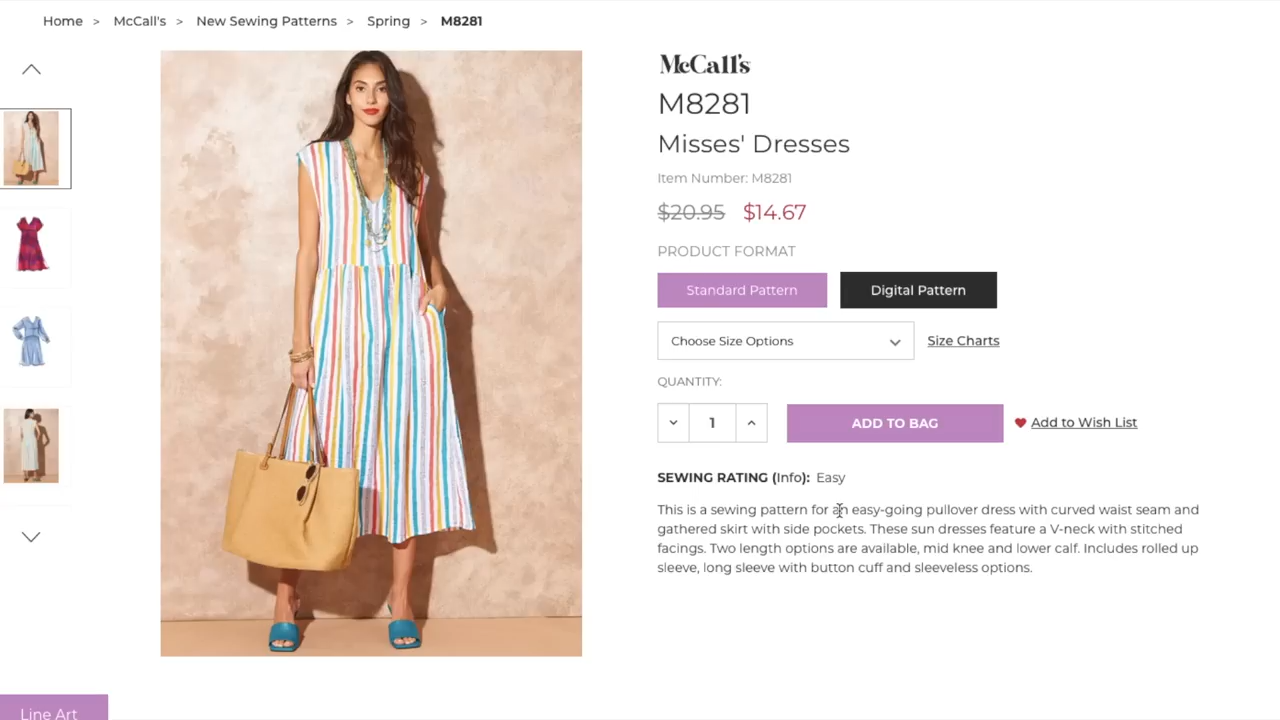 Home > McCall's > New Sewing Patterns > Spring > M8281
McCall's
M8281
Misses' Dresses
Item Number: M8281
$20.95 $14.67
PRODUCT FORMAT
Standard Pattern Digital Pattern
Choose Size Options Size Charts
QUANTITY:
1 ADD TO BAG Add to Wish List
SEWING RATING (Info): Easy
This is a sewing pattern for an easy-going pullover dress with curved waist seam and
gathered skirt with side pockets. These sun dresses feature a V-neck with stitched
facings. Two length options are available, mid knee and lower calf. Includes rolled up
sleeve, long sleeve with button cuff and sleeveless options.
Line Art